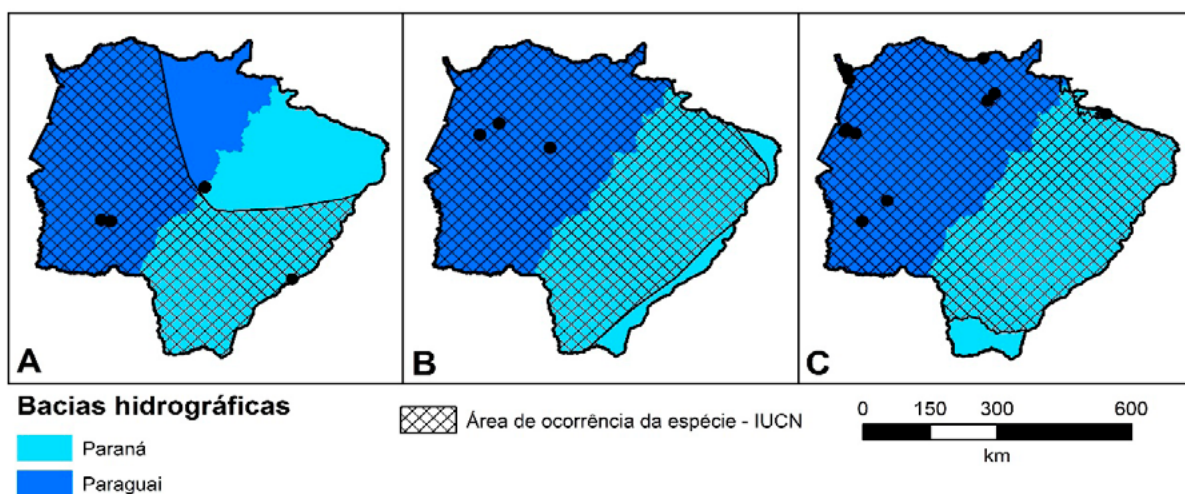 A
B
C
Bacias hidrográficas
Paraná
Paraguai
Área de ocorrência da espécie - IUCN
0 150 300 600
km